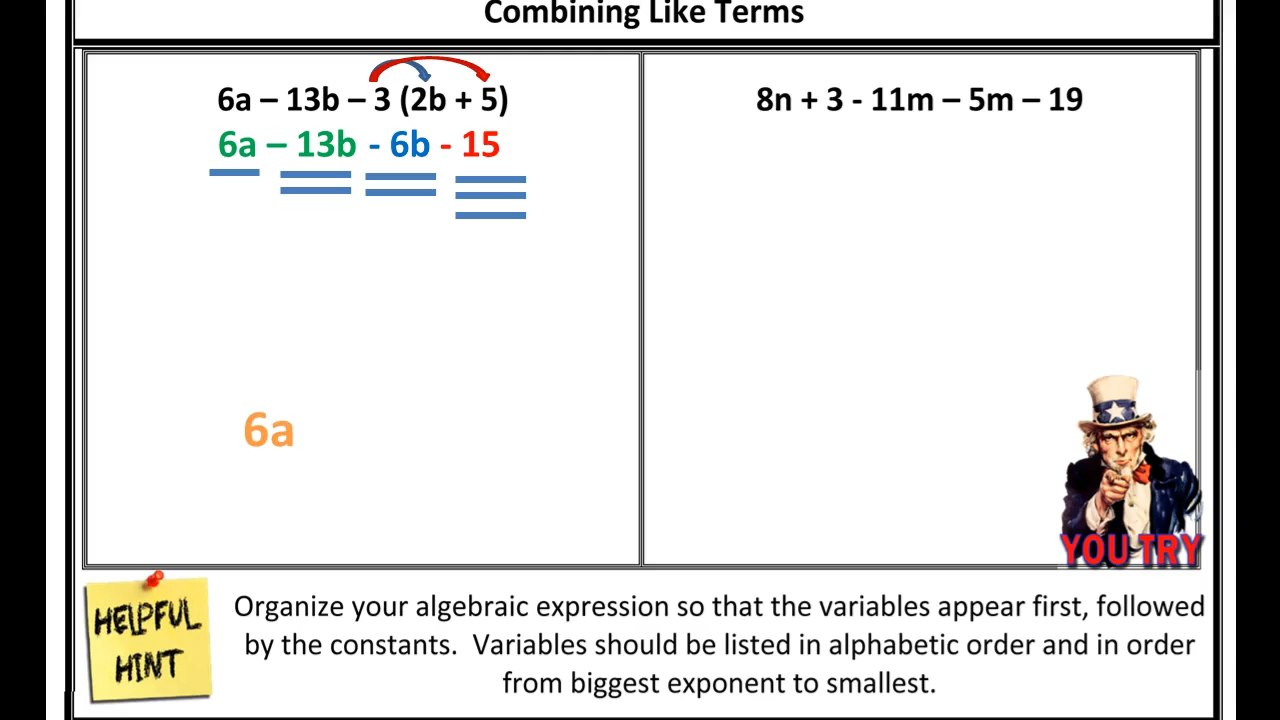 Combining Like Terms
6a – 13b – 3 (2b + 5)
6a – 13b - 6b - 15
6a
8n + 3 - 11m – 5m – 19
YOU TRY
HELPFUL
HINT
Organize your algebraic expression so that the variables appear first, followed
by the constants. Variables should be listed in alphabetic order and in order
from biggest exponent to smallest.